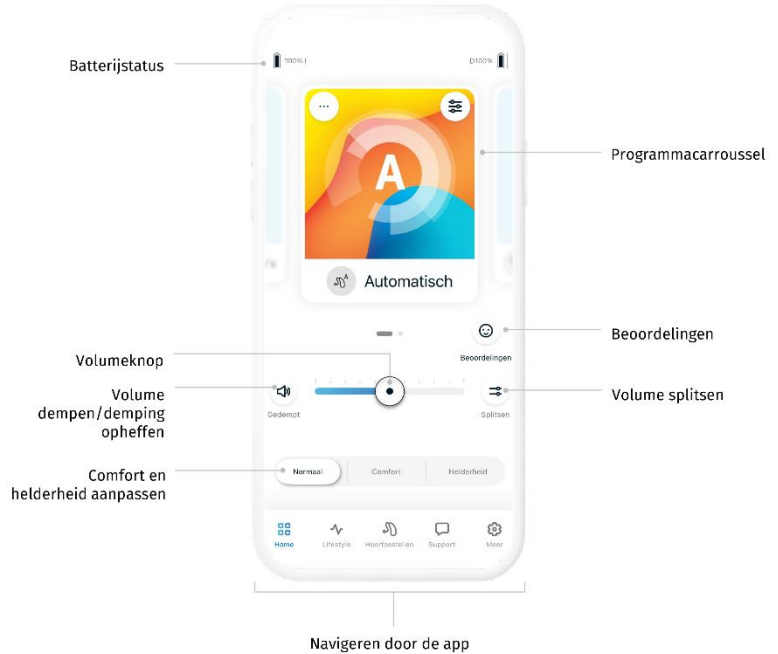 Batterijstatus
100% |
D100%
A
Programmacarroussel
A
Automatisch
Beoordelingen
Beoordelingen
Volumeknop
Volume
dempen/demping
opheffen
Gedempt
Splitsen
Volume splitsen
Comfort en
helderheid aanpassen
Normaal
Comfort
Helderheid
Home
Lifestyle
Hoortoestellen
Support
Meer
Navigeren door de app